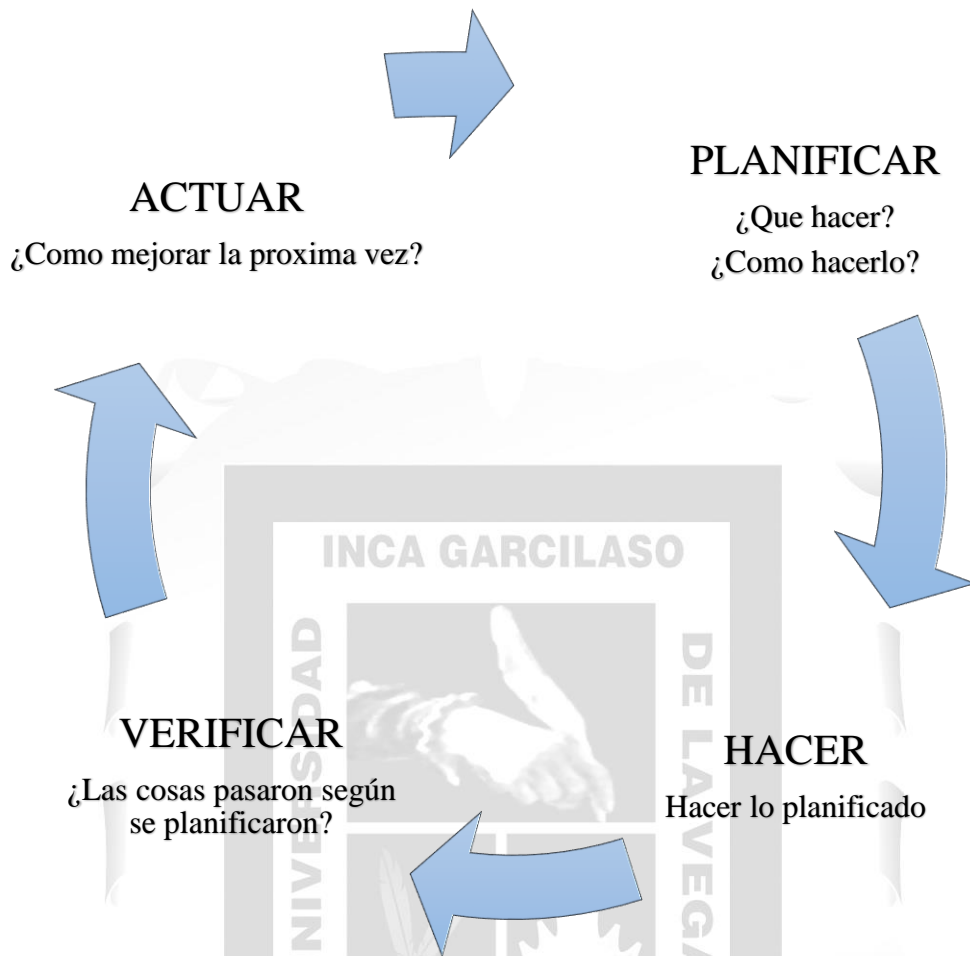 PLANIFICAR
¿Que hacer?
¿Como hacerlo?
HACER
Hacer lo planificado
VERIFICAR
¿Las cosas pasaron según
se planificaron?
ACTUAR
¿Como mejorar la proxima vez?
INCA GARCILASO
DE LA VEGA